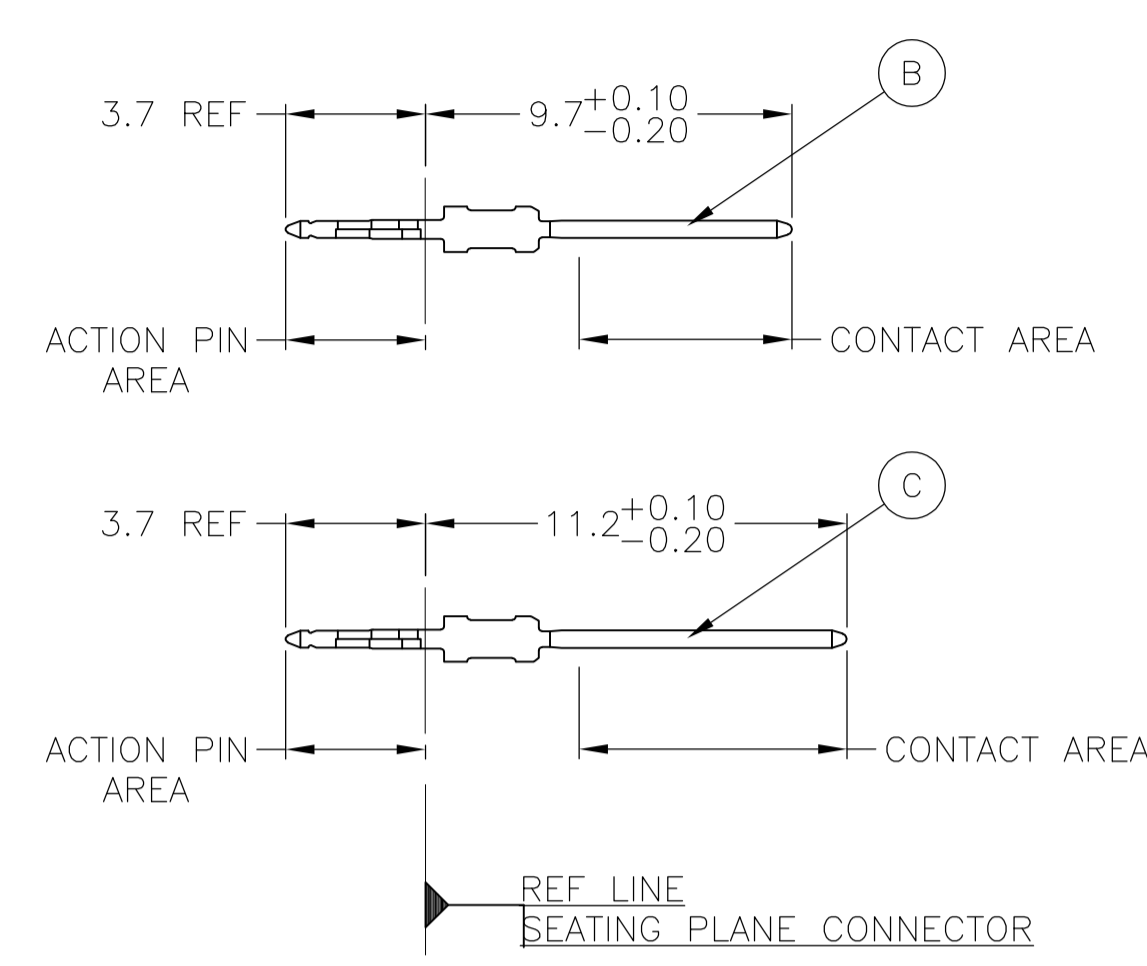 B
3.7 REF
9.7+0.10
-0.20
ACTION PIN
AREA
CONTACT AREA
C
3.7 REF
11.2+0.10
-0.20
ACTION PIN
AREA
CONTACT AREA
REF LINE
SEATING PLANE CONNECTOR